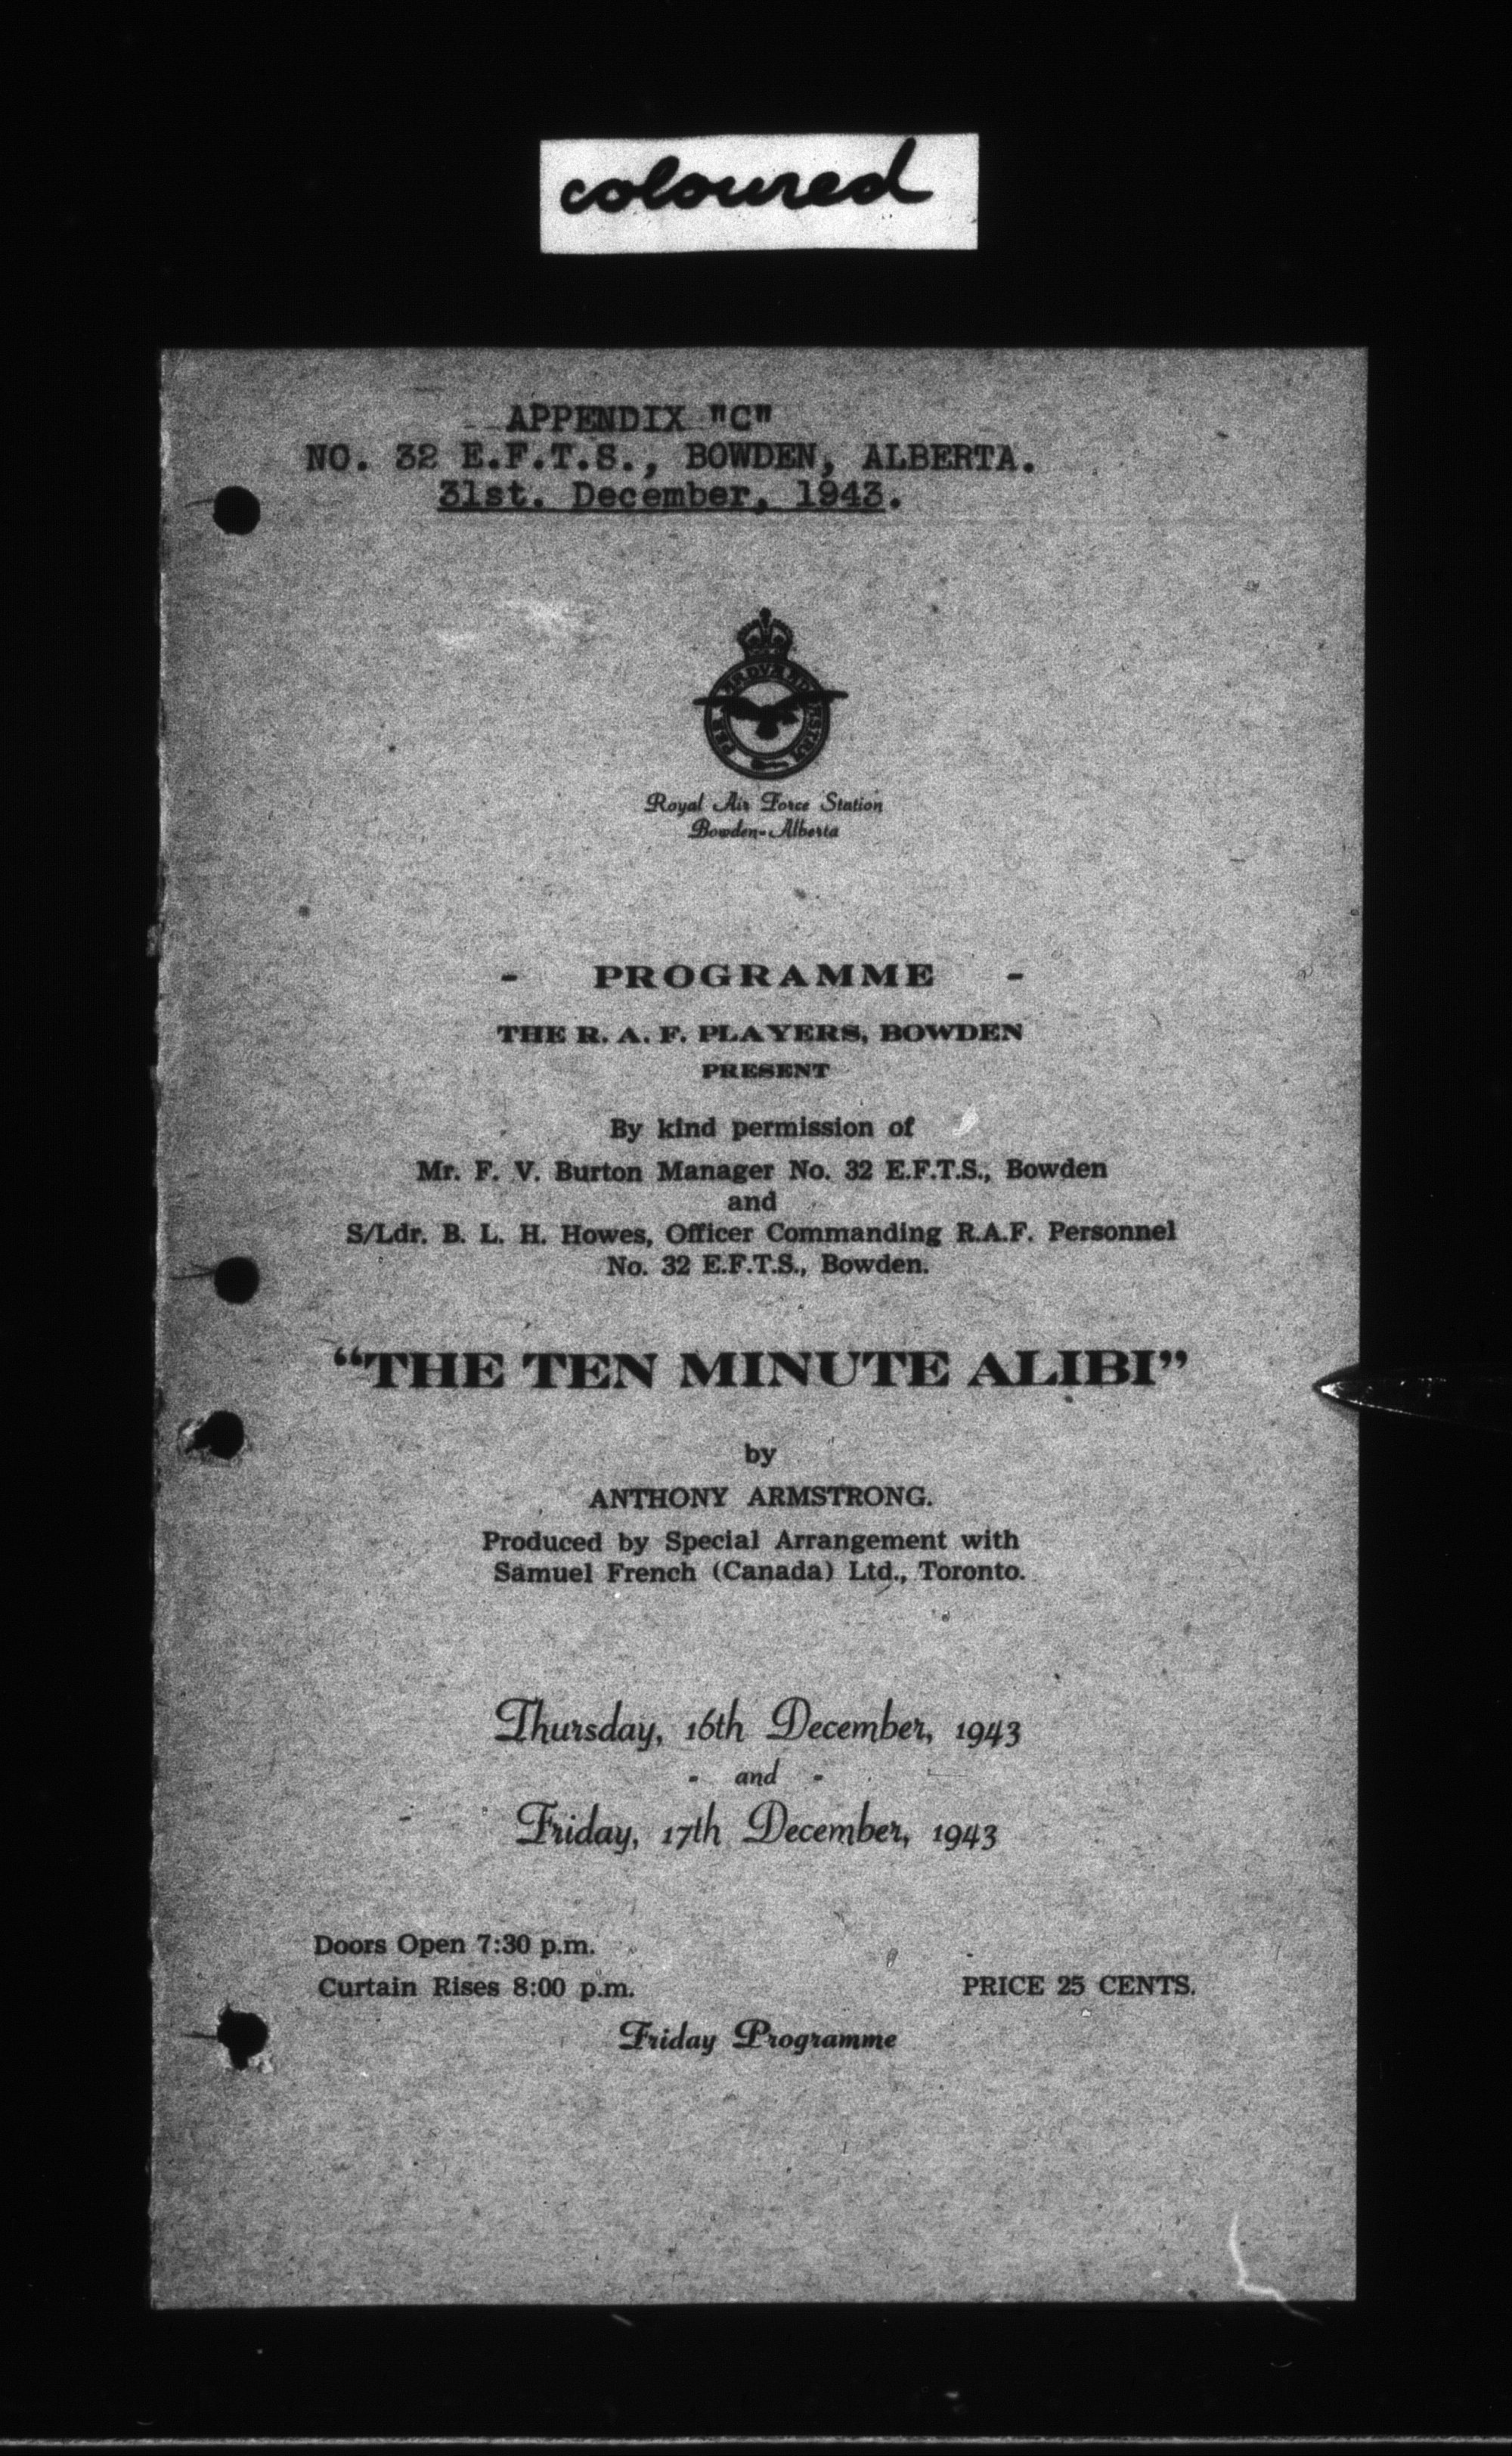 coloured
APPENDIX "C"
NO. 32 E.F.T.S., BOWDEN, ALBERTA.
31st. December, 1943.
PER ARDVA AD ASTRA
Royal Air Force Station
Bowden-Alberta
- PROGRAMME -
THE R. A. F. PLAYERS, BOWDEN
PRESENT
By kind permission of
Mr. F. V. Burton Manager No. 32 E.F.T.S., Bowden
and
S/Ldr. B. L. H. Howes, Officer Commanding R.A.F. Personnel
No. 32 E.F.T.S., Bowden.
“THE TEN MINUTE ALIBI”
by
ANTHONY ARMSTRONG.
Produced by Special Arrangement with
Samuel French (Canada) Ltd., Toronto.
Thursday, 16th December, 1943
- and -
Friday, 17th December, 1943
Doors Open 7:30 p.m.
Curtain Rises 8:00 p.m. PRICE 25 CENTS.
Friday Programme